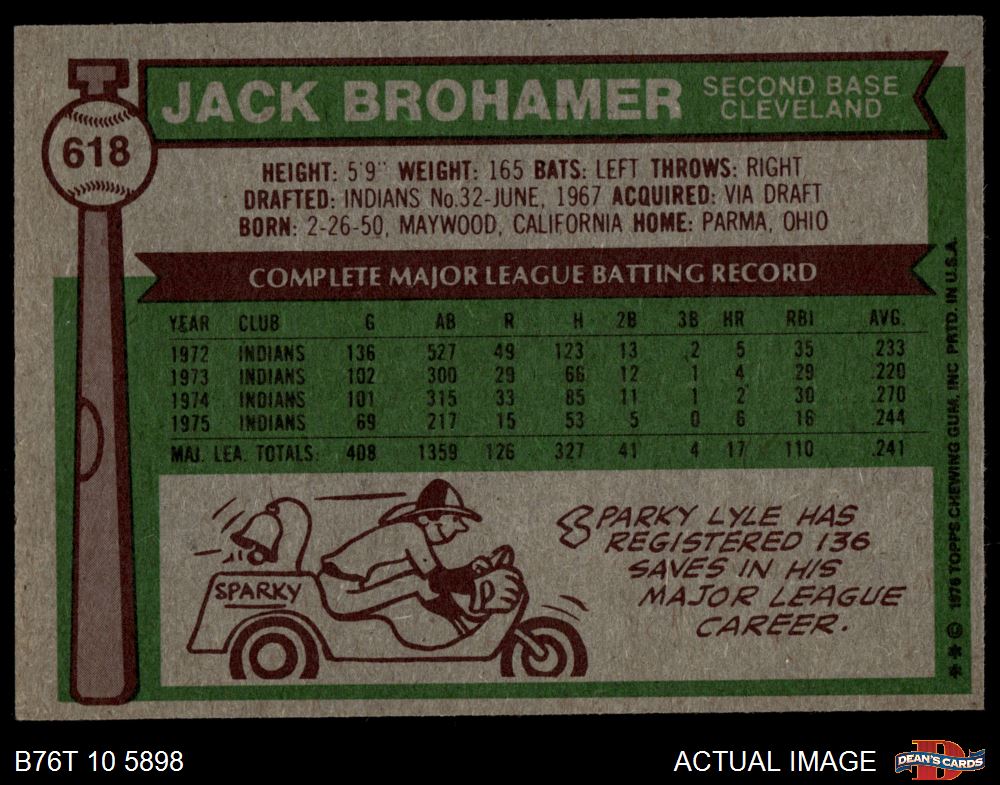 JACK BROHAMER
SECOND BASE
CLEVELAND
618
HEIGHT: 5'9" WEIGHT: 165 BATS: LEFT THROWS: RIGHT
DRAFTED: INDIANS No.32-JUNE, 1967 ACQUIRED: VIA DRAFT
BORN: 2-26-50, MAYWOOD, CALIFORNIA HOME: PARMA, OHIO
COMPLETE MAJOR LEAGUE BATTING RECORD
YEAR CLUB G AB R H 2B 3B HR RBI AVG.
1972 INDIANS 136 527 49 123 13 2 5 35 .233
1973 INDIANS 102 300 29 66 12 1 4 29 .220
1974 INDIANS 101 315 33 85 11 1 2 30 .270
1975 INDIANS 69 217 15 53 5 0 6 16 .244
MAJ. LEA. TOTALS: 408 1359 126 327 41 4 17 110 .241
SPARKY
SPARKY LYLE HAS
REGISTERED 136
SAVES IN HIS
MAJOR LEAGUE
CAREER.
** © 1976 TOPPS CHEWING GUM, INC PRTD. IN U.S.A.
B76T 10 5898
ACTUAL IMAGE
DEAN'S CARDS